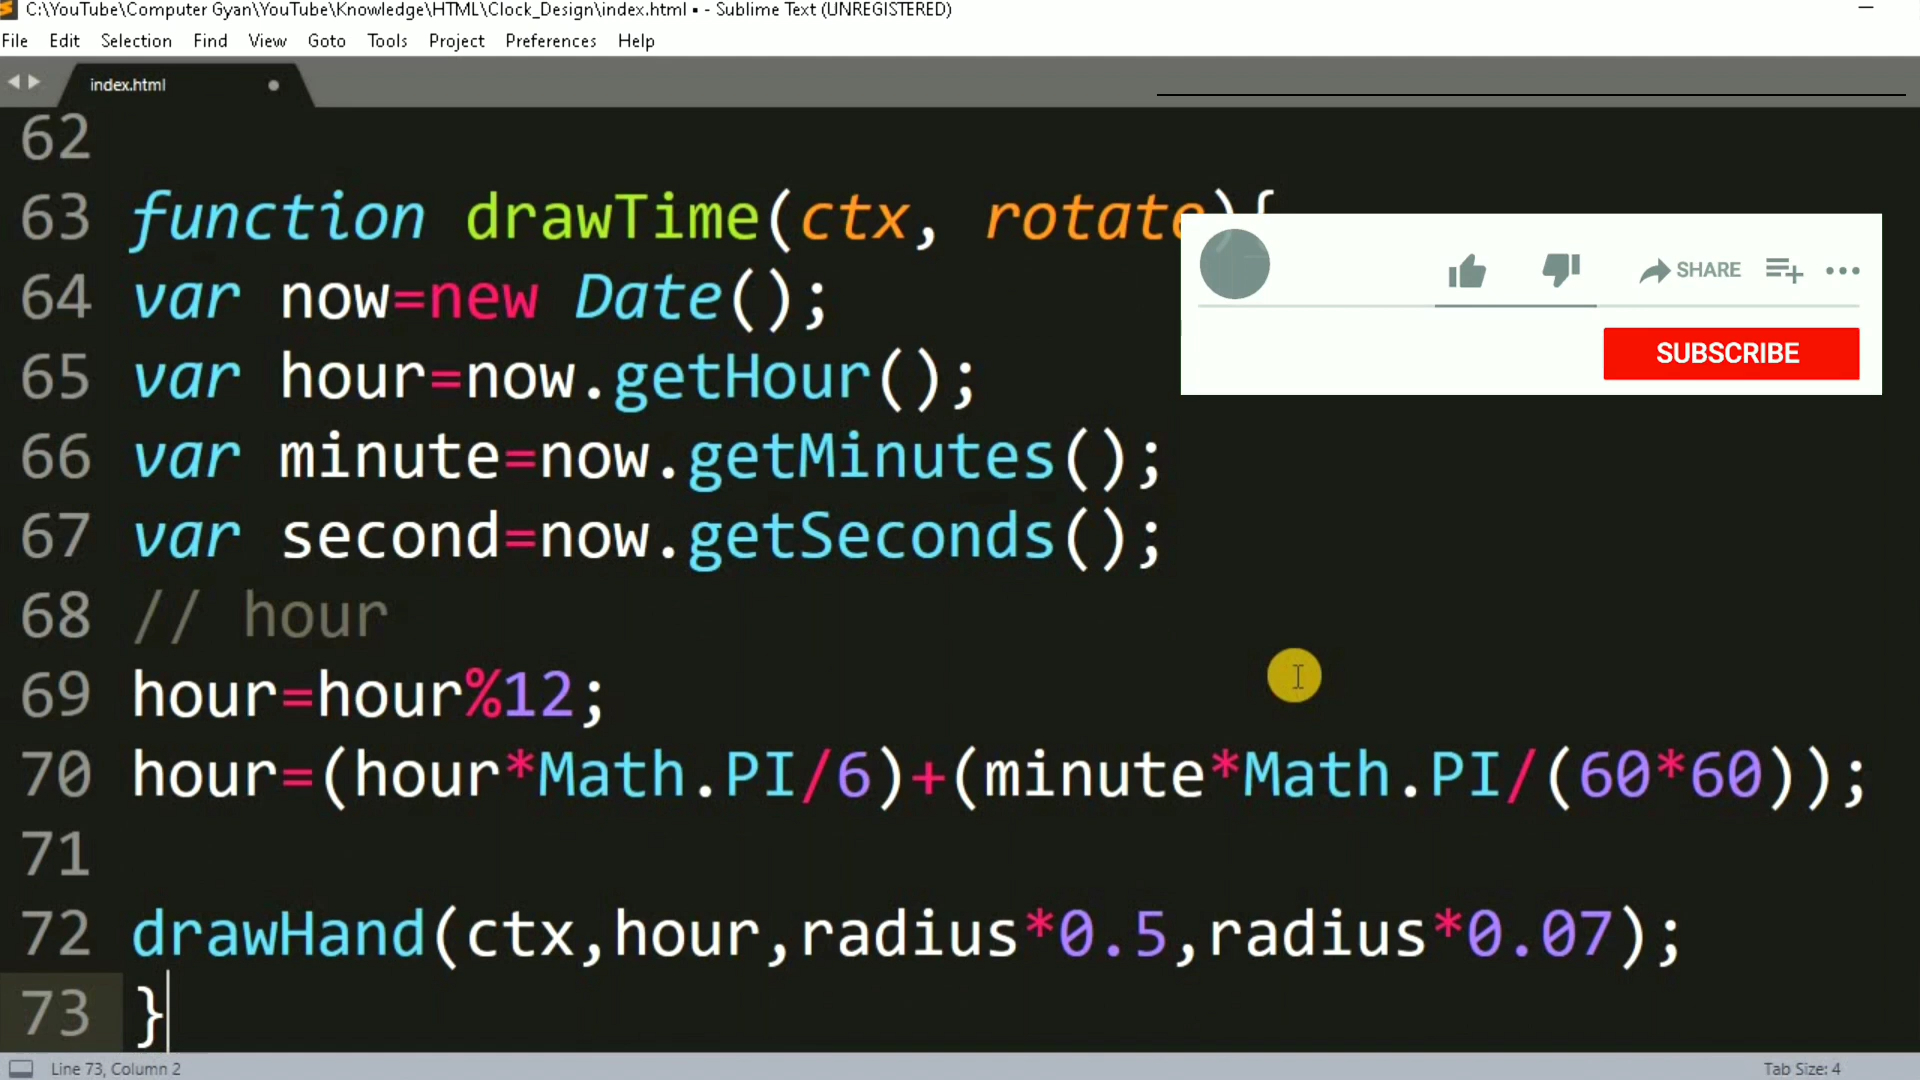 C:\YouTube\Computer Gyan\YouTube\Knowledge\HTML\Clock_Design\index.html • - Sublime Text (UNREGISTERED)
File Edit Selection Find View Goto Tools Project Preferences Help
index.html
62
63 function drawTime(ctx, rotate){
64 var now=new Date();
SHARE
SUBSCRIBE
65 var hour=now.getHour();
66 var minute=now.getMinutes();
67 var second=now.getSeconds();
68 // hour
69 hour=hour%12;
70 hour=(hour*Math.PI/6)+(minute*Math.PI/(60*60));
71
72 drawHand(ctx,hour,radius*0.5,radius*0.07);
73 }
Line 73, Column 2
Tab Size: 4